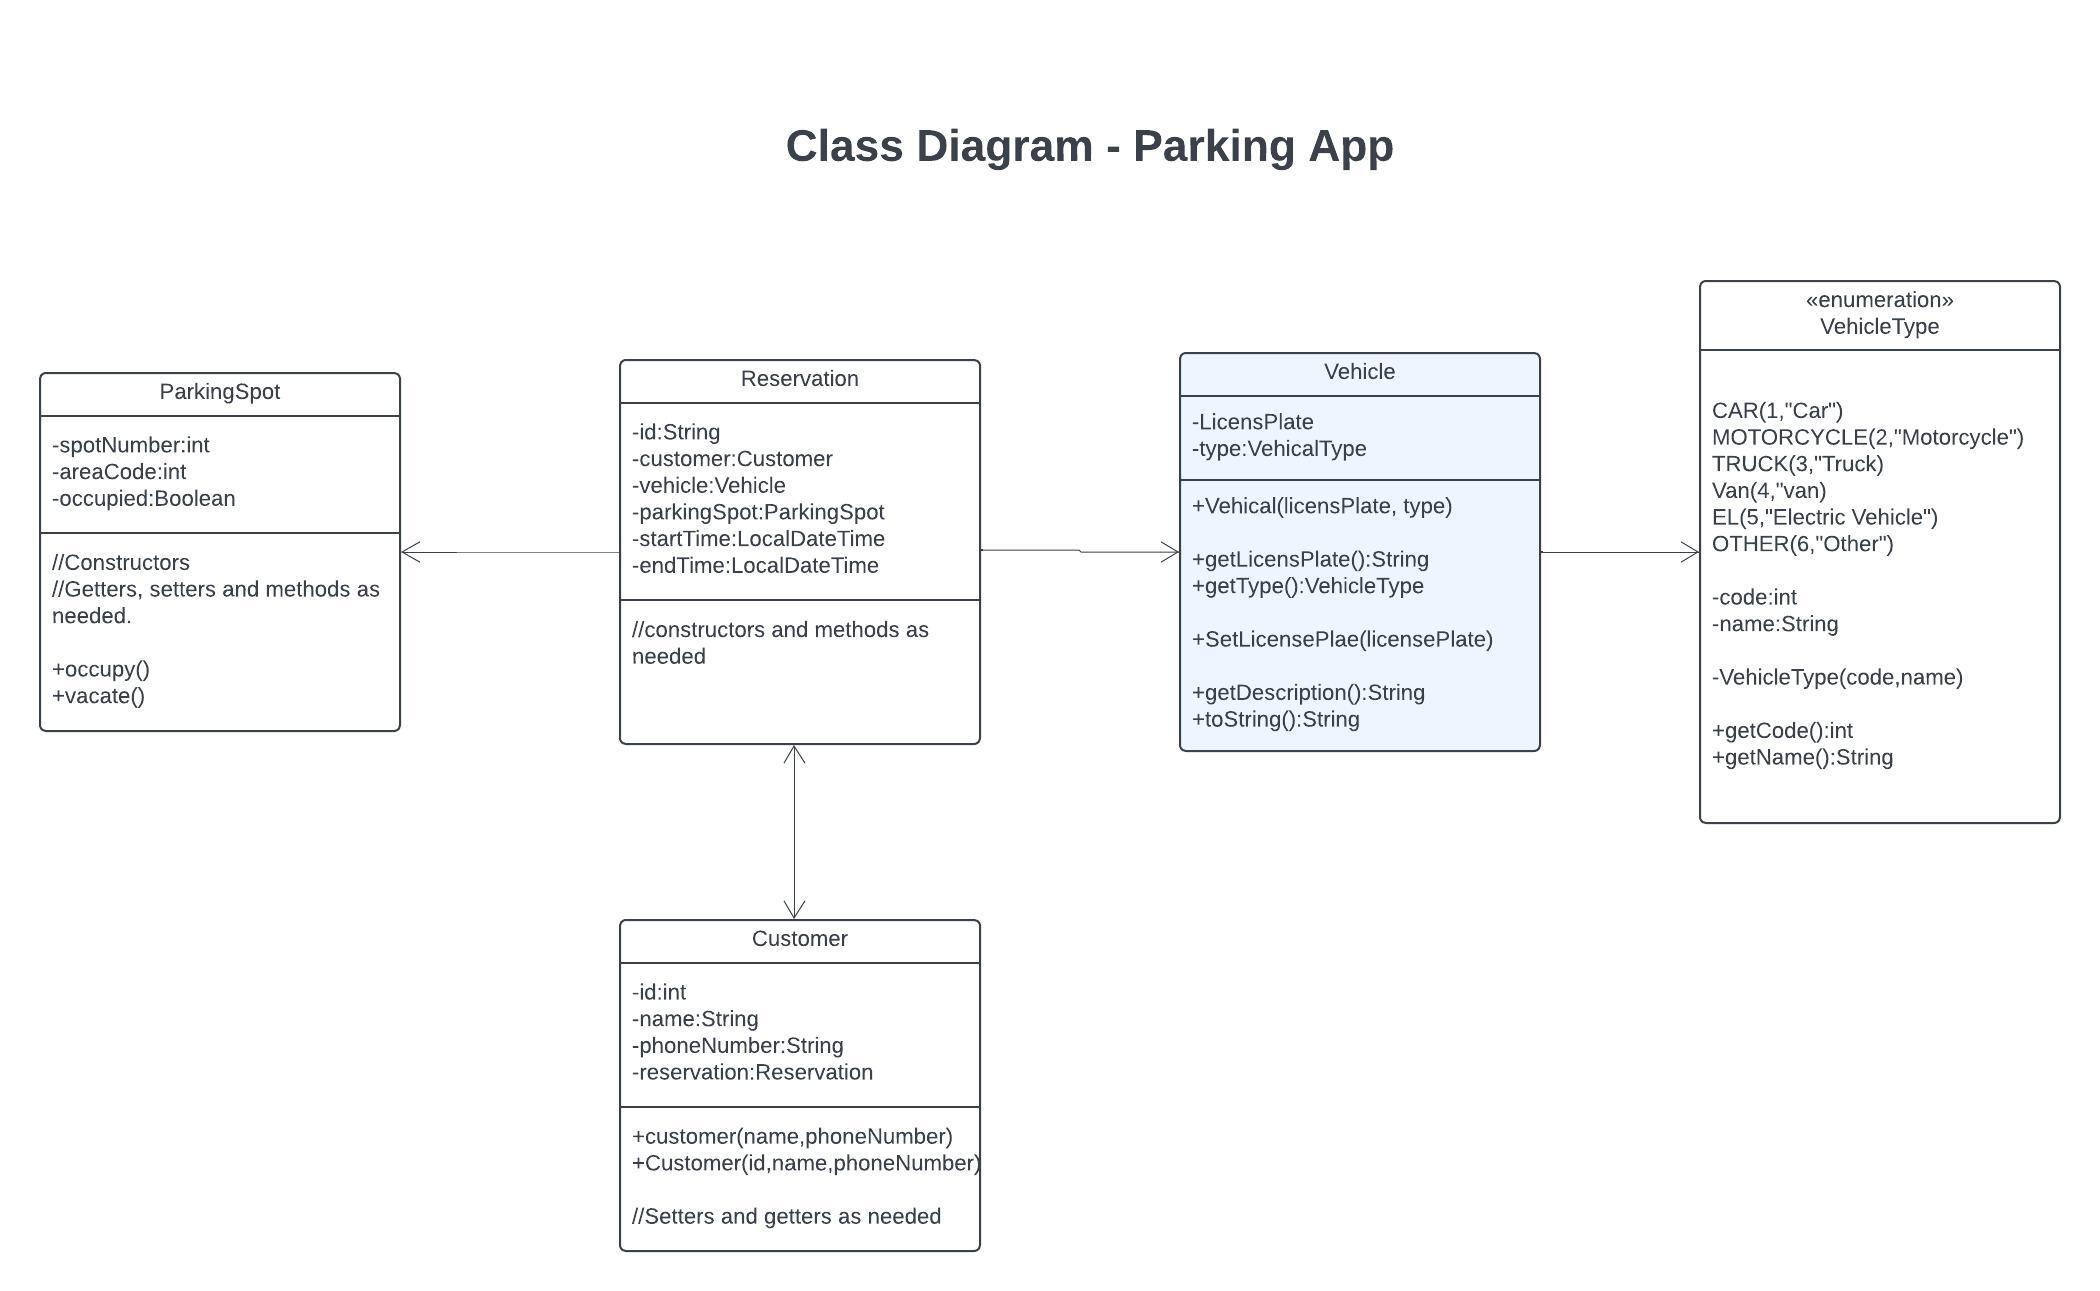 Class Diagram - Parking App
ParkingSpot
-spotNumber:int
-areaCode:int
-occupied:Boolean
//Constructors
//Getters, setters and methods as
needed.
+occupy()
+vacate()
Reservation
-id:String
-customer:Customer
-vehicle:Vehicle
-parkingSpot:ParkingSpot
-startTime:LocalDateTime
-endTime:LocalDateTime
//constructors and methods as
needed
Vehicle
-LicensPlate
-type:VehicalType
+Vehical(licensPlate, type)
+getLicensPlate():String
+getType():VehicleType
+SetLicensePlae(licensePlate)
+getDescription():String
+toString():String
«enumeration»
VehicleType
CAR(1,"Car")
MOTORCYCLE(2,"Motorcycle")
TRUCK(3,"Truck)
Van(4,"van)
EL(5,"Electric Vehicle")
OTHER(6,"Other")
-code:int
-name:String
-VehicleType(code,name)
+getCode():int
+getName():String
Customer
-id:int
-name:String
-phoneNumber:String
-reservation:Reservation
+customer(name,phoneNumber)
+Customer(id,name,phoneNumber)
//Setters and getters as needed